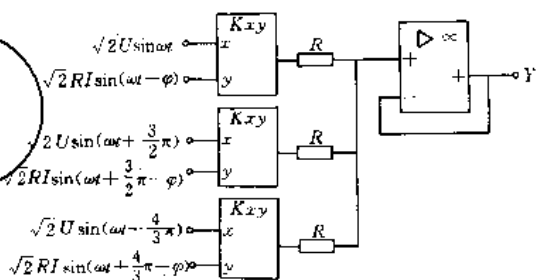 Kxy
√2Usinωt
x
R
√2RIsin(ωt−φ)
y
▷ ∞
+
+
Y
-
Kxy
2Usin(ωt+3/2π)
x
R
√2RIsin(ωt+3/2π-φ)
y
Kxy
√2Usin(ωt-4/3π)
x
R
√2RIsin(ωt+4/3π-φ)
y